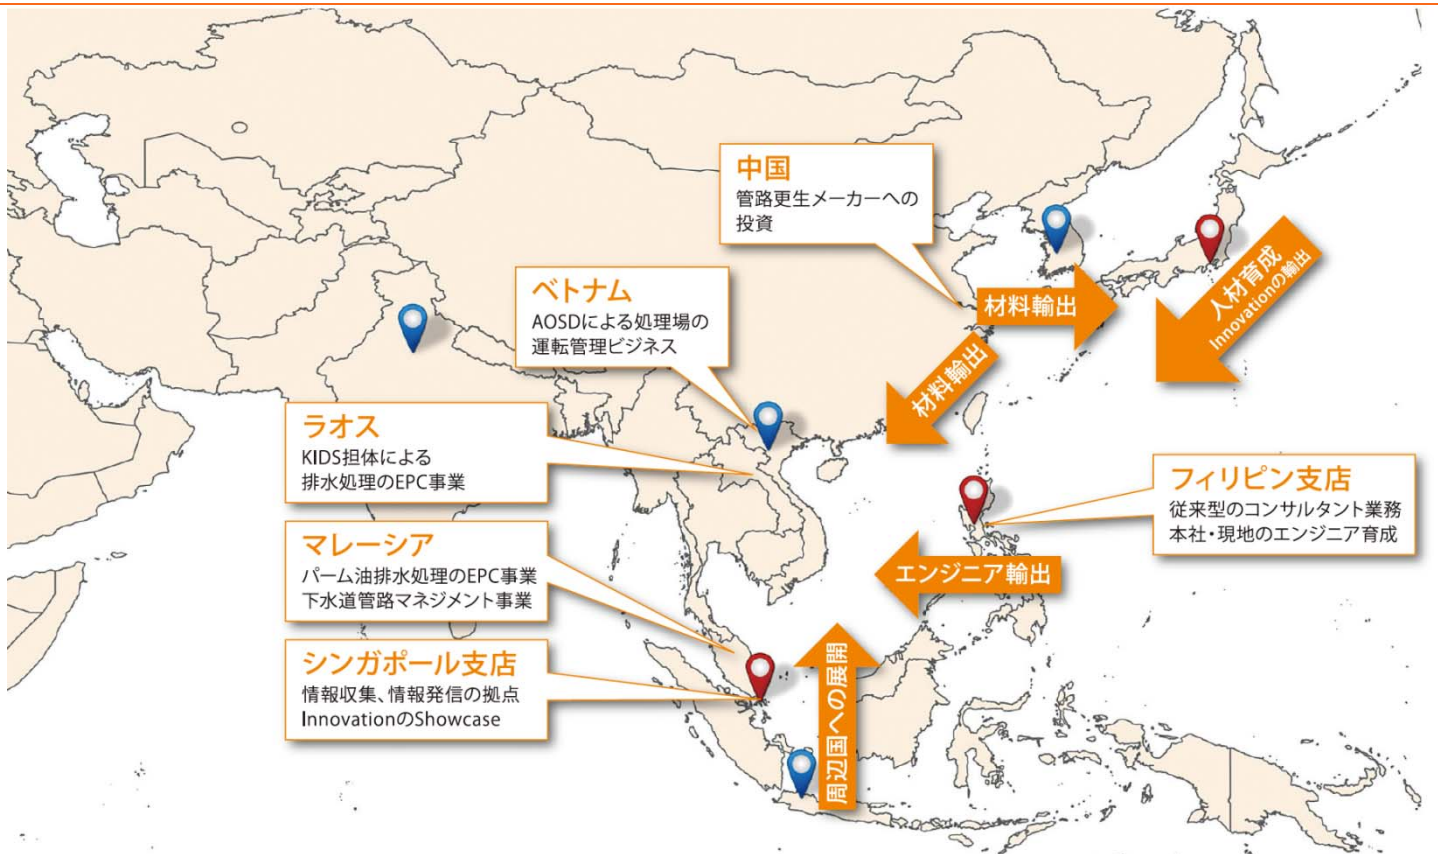 中国
管路更生メーカーへの
投資
ベトナム
AOSDによる処理場の
運転管理ビジネス
材料輸出
人材育成
Innovationの輸出
材料輸出
ラオス
KIDS担体による
排水処理のEPC事業
フィリピン支店
従来型のコンサルタント業務
本社・現地のエンジニア育成
マレーシア
パーム油排水処理のEPC事業
下水道管路マネジメント事業
エンジニア輸出
シンガポール支店
情報収集、情報発信の拠点
InnovationのShowcase
周辺国への展開